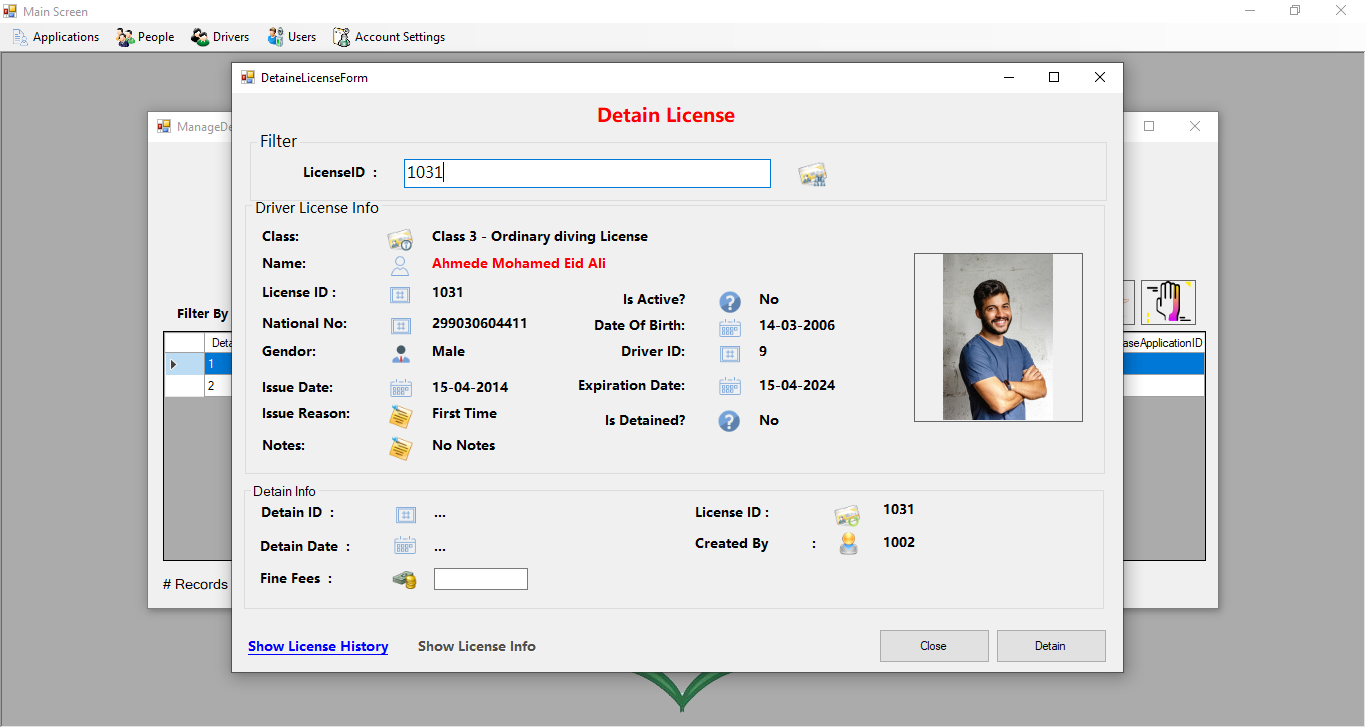 Main Screen
Applications People Drivers Users Account Settings
DetaineLicenseForm
ManageDe
Detain License
Filter
LicenseID :
1031
Driver License Info
Class: Class 3 - Ordinary diving License
Name: Ahmede Mohamed Eid Ali
License ID : 1031 Is Active? No
National No: 299030604411 Date Of Birth: 14-03-2006
Gendor: Male Driver ID: 9
Issue Date: 15-04-2014 Expiration Date: 15-04-2024
Issue Reason: First Time Is Detained? No
Notes: No Notes
Filter By
Deta
aseApplicationID
1
2
Detain Info
Detain ID : ... License ID : 1031
Detain Date : ... Created By : 1002
Fine Fees :
# Records
Show License History Show License Info Close Detain